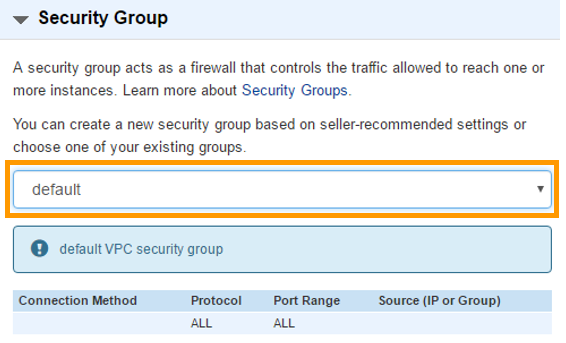 Security Group
A security group acts as a firewall that controls the traffic allowed to reach one or
more instances. Learn more about Security Groups.
You can create a new security group based on seller-recommended settings or
choose one of your existing groups.
default
default VPC security group
Connection Method Protocol Port Range Source (IP or Group)
ALL ALL